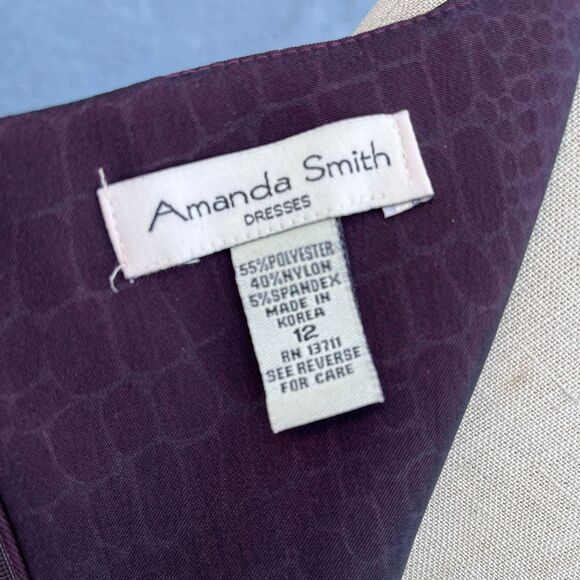 Amanda Smith
DRESSES
55%POLYESTER
40%NYLON
5%SPANDEX
MADE IN
KOREA
12
RN 13711
SEE REVERSE
FOR CARE